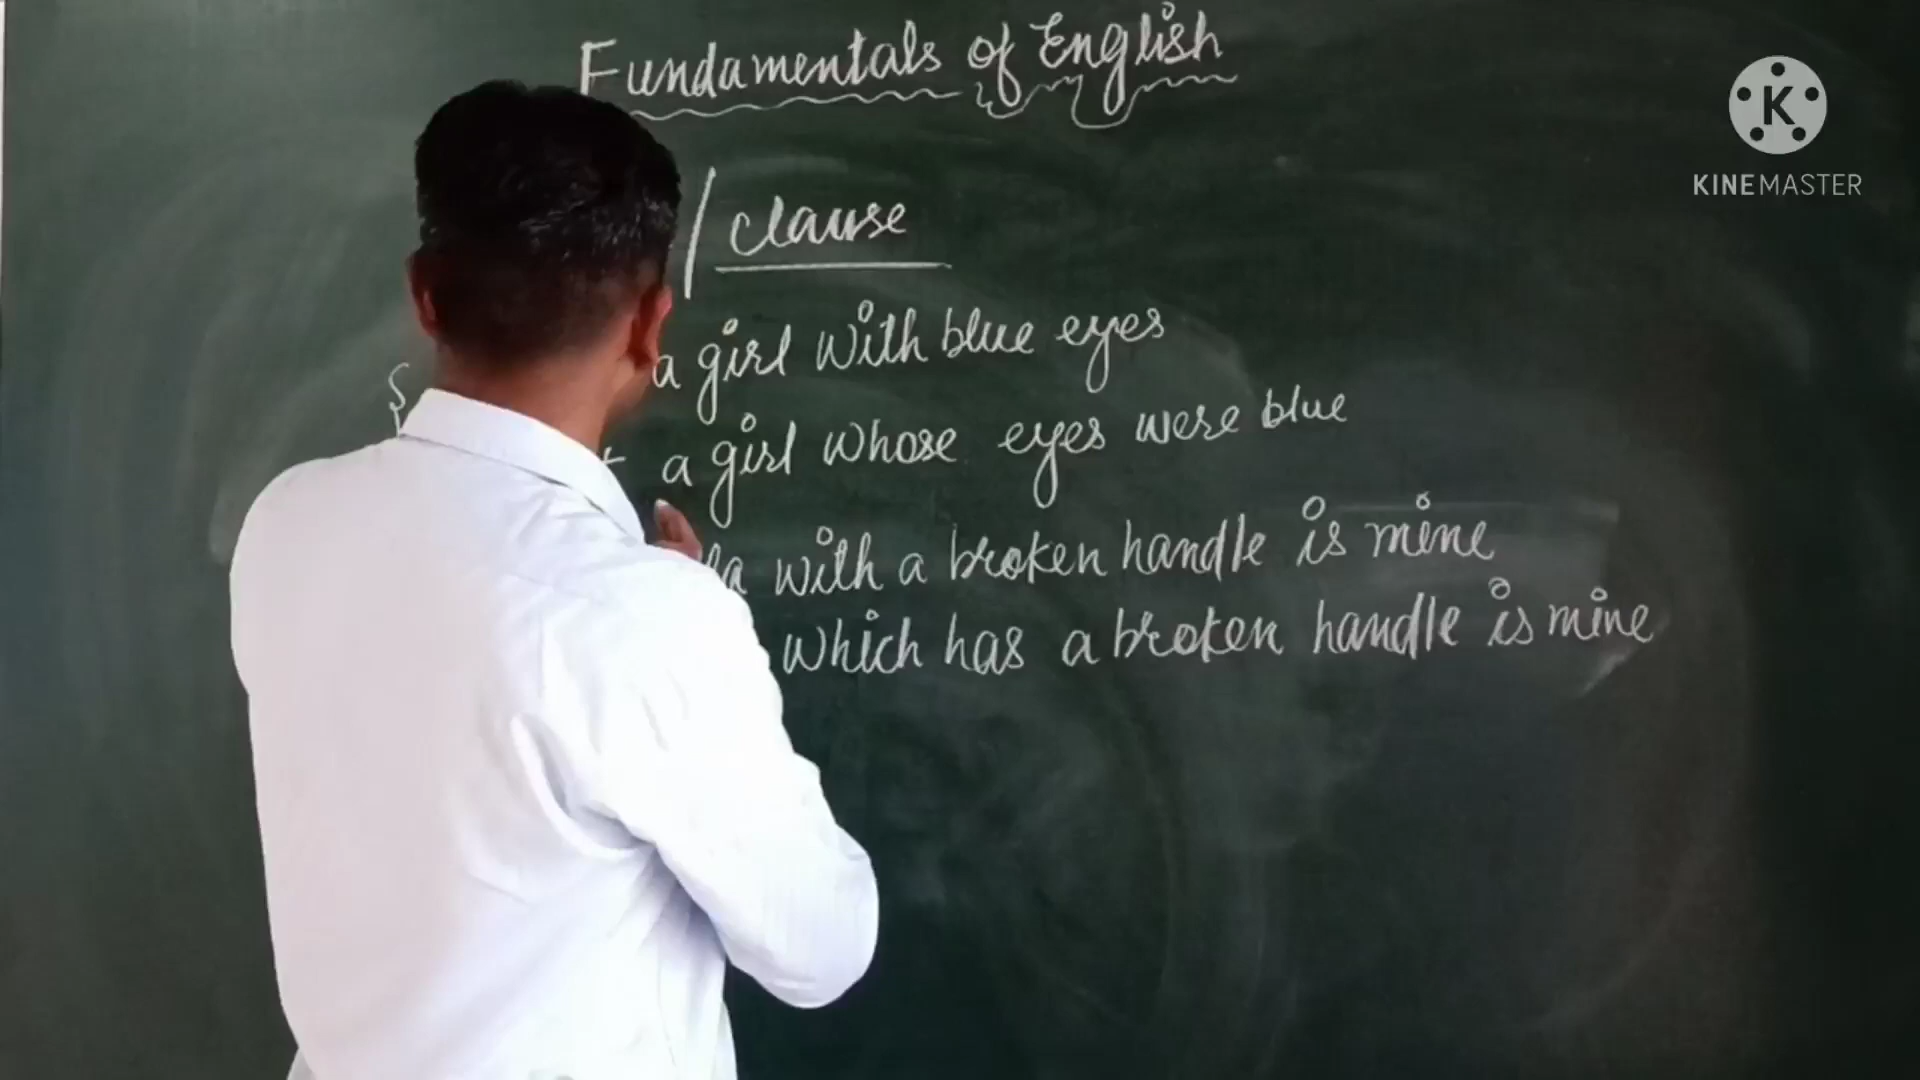 Fundamentals of English
KINEMASTER
/ clause
a girl with blue eyes
a girl whose eyes were blue
with a broken handle is mine
which has a broken handle is mine